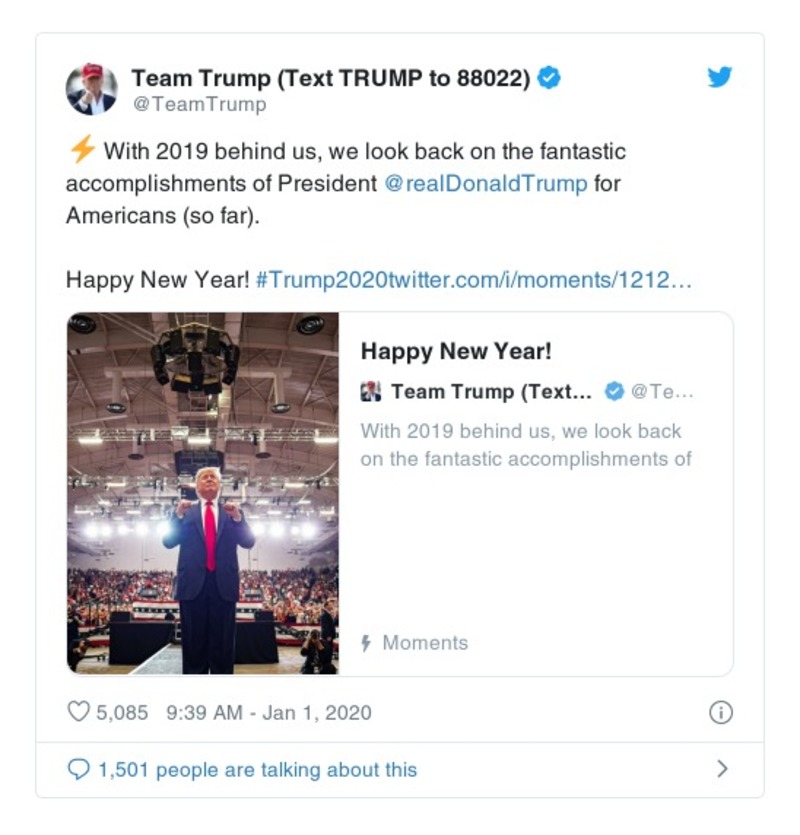 Team Trump (Text TRUMP to 88022)
@TeamTrump
⚡ With 2019 behind us, we look back on the fantastic
accomplishments of President @realDonaldTrump for
Americans (so far).
Happy New Year! #Trump2020twitter.com/i/moments/1212…
Happy New Year!
Team Trump (Text… @Te…
With 2019 behind us, we look back
on the fantastic accomplishments of
Moments
5,085 9:39 AM - Jan 1, 2020
1,501 people are talking about this